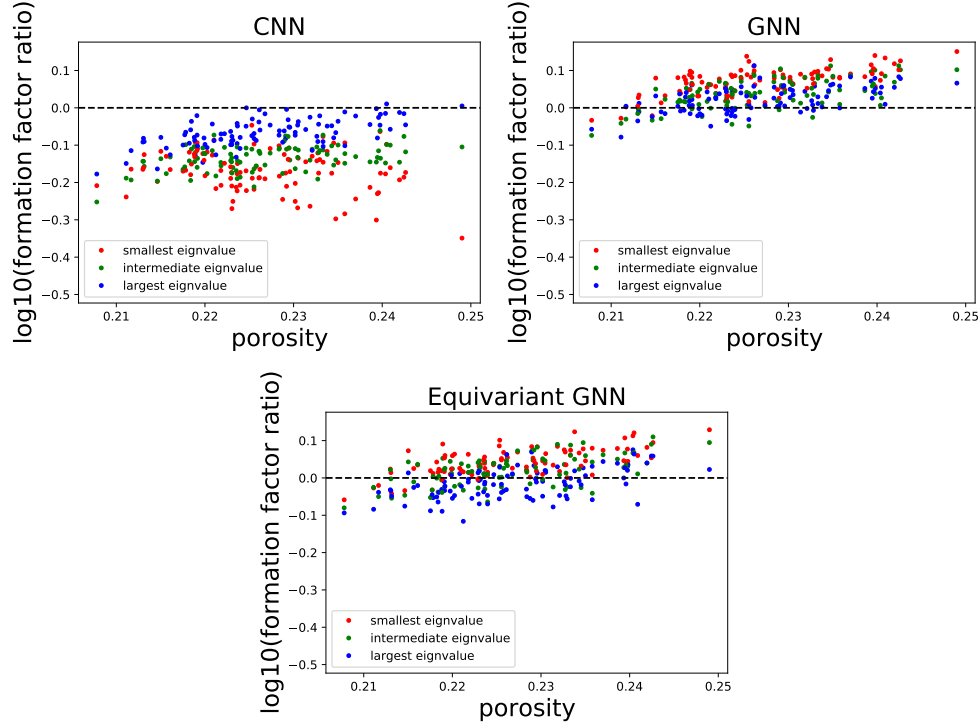 CNN
log10(formation factor ratio)
0.1
0.0
−0.1
−0.2
−0.3
−0.4
−0.5
smallest eignvalue
intermediate eignvalue
largest eignvalue
0.21
0.22
0.23
0.24
0.25
porosity
GNN
log10(formation factor ratio)
0.1
0.0
−0.1
−0.2
−0.3
−0.4
−0.5
smallest eignvalue
intermediate eignvalue
largest eignvalue
0.21
0.22
0.23
0.24
0.25
porosity
Equivariant GNN
log10(formation factor ratio)
0.1
0.0
−0.1
−0.2
−0.3
−0.4
−0.5
smallest eignvalue
intermediate eignvalue
largest eignvalue
0.21
0.22
0.23
0.24
0.25
porosity